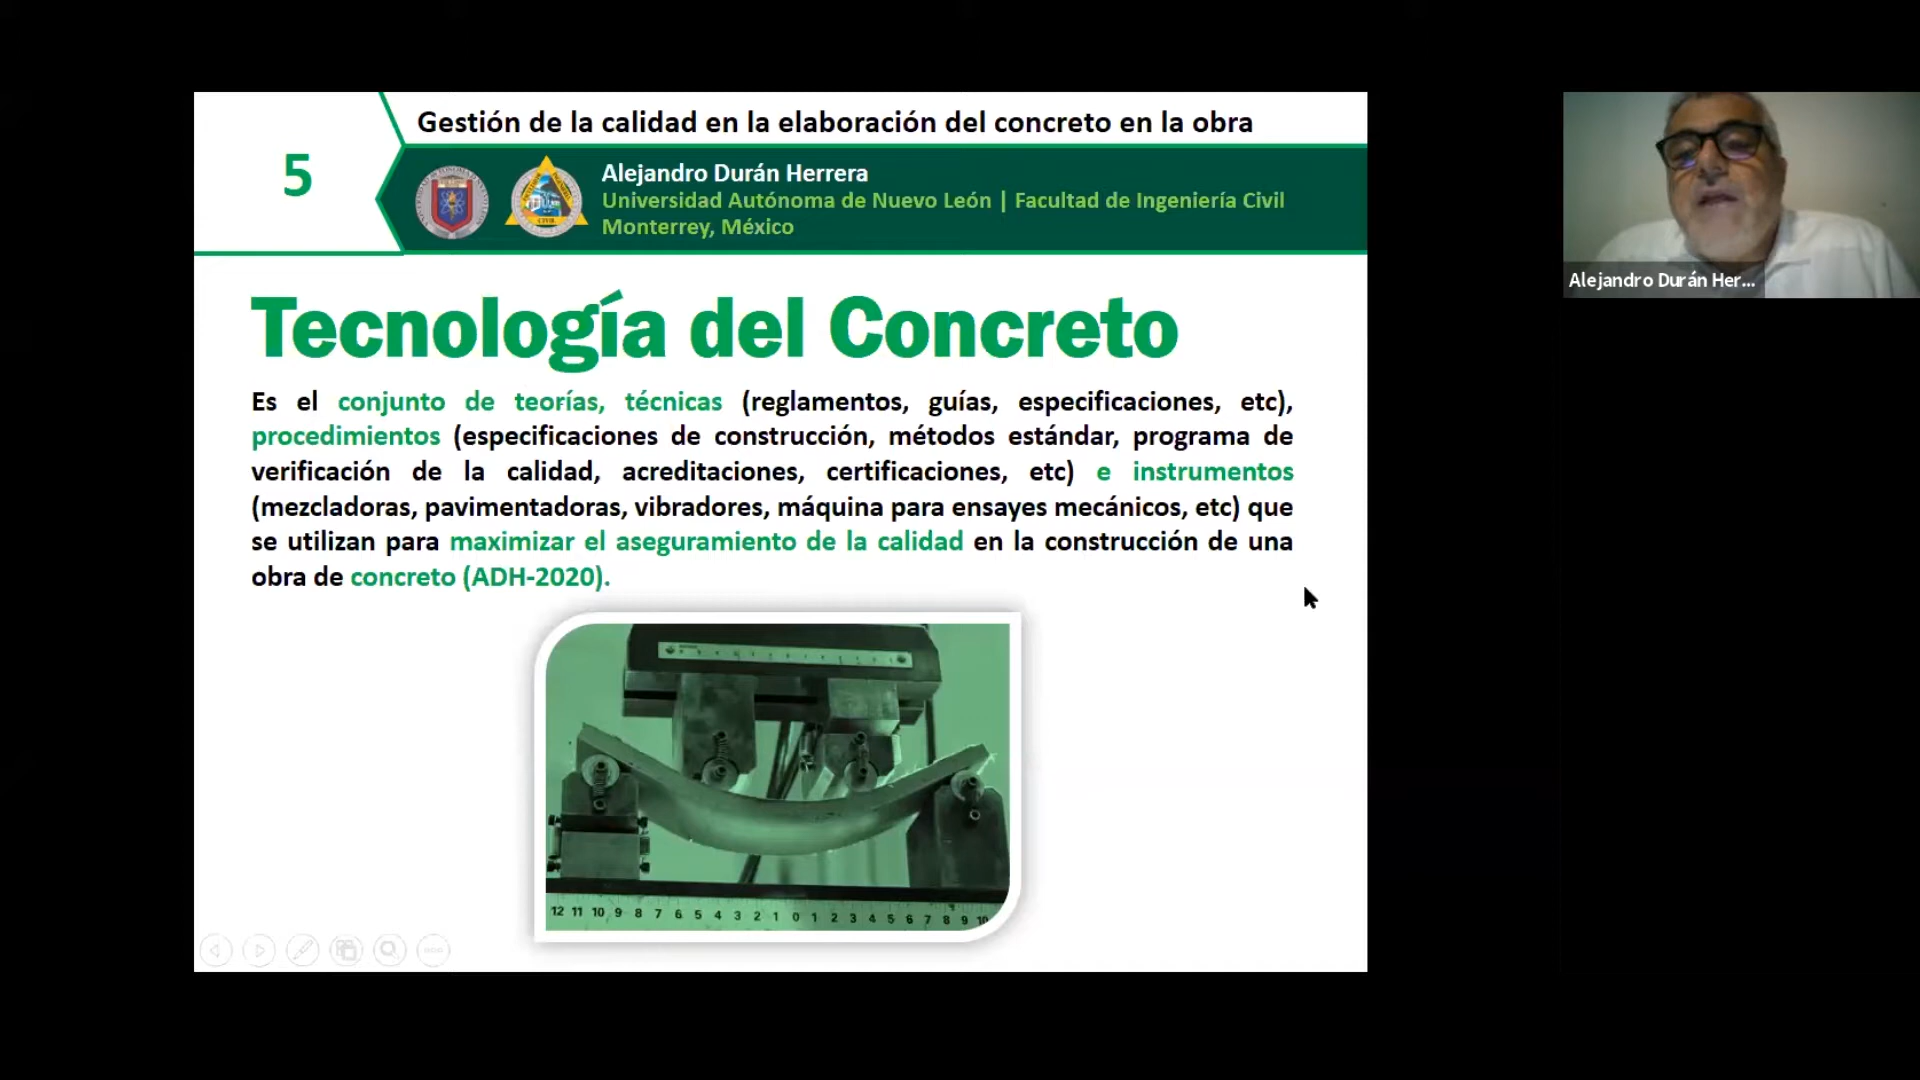 Gestión de la calidad en la elaboración del concreto en la obra
5
Alejandro Durán Herrera
Universidad Autónoma de Nuevo León | Facultad de Ingeniería Civil
Monterrey, México
Alejandro Durán Her...
Tecnología del Concreto
Es el conjunto de teorías, técnicas (reglamentos, guías, especificaciones, etc),
procedimientos (especificaciones de construcción, métodos estándar, programa de
verificación de la calidad, acreditaciones, certificaciones, etc) e instrumentos
(mezcladoras, pavimentadoras, vibradores, máquina para ensayes mecánicos, etc) que
se utilizan para maximizar el aseguramiento de la calidad en la construcción de una
obra de concreto (ADH-2020).
12 11 10 9 8 7 6 5 4 3 2 1 0 1 2 3 4 5 6 7 8 9 10